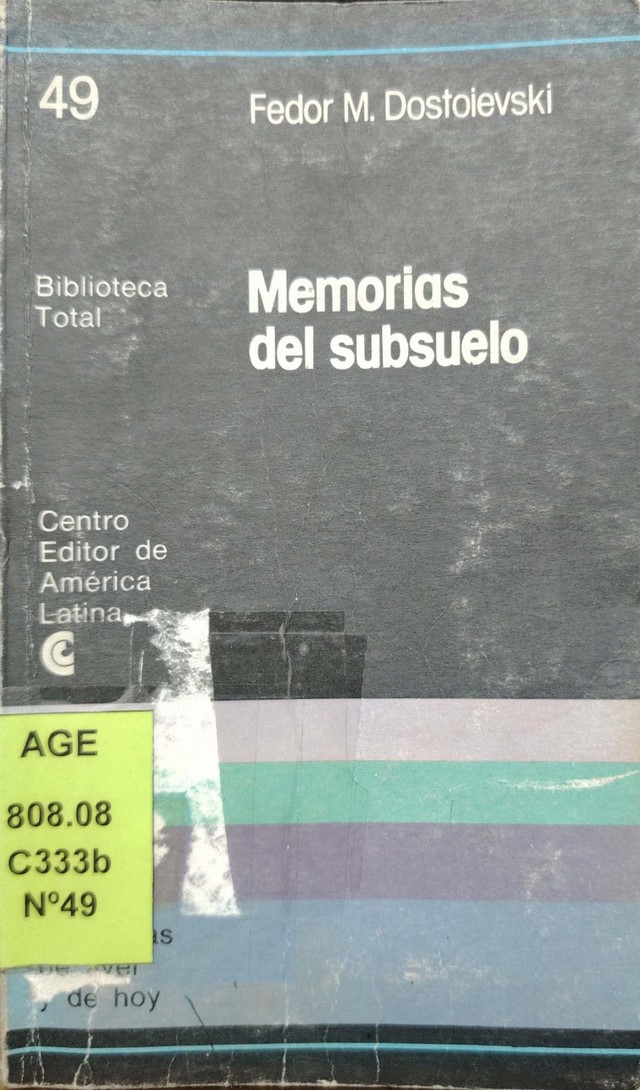 49
Fedor M. Dostoievski
Biblioteca
Total
Memorias
del subsuelo
Centro
Editor de
América
Latina
AGE
808.08
C333b
Nº49
y de hoy